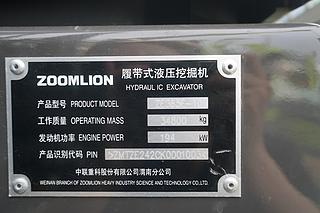 ZOOMLION 履带式液压挖掘机
HYDRAULIC EXCAVATOR
产品型号 PRODUCT MODEL
工作质量 OPERATING MASS 34800 kg
发动机功率 ENGINE POWER 194 kW
产品识别代码 PIN
中联重科股份有限公司渭南分公司
WEINAN BRANCH OF ZOOMLION HEAVY INDUSTRY SCIENCE AND TECHNOLOGY CO.,LTD.